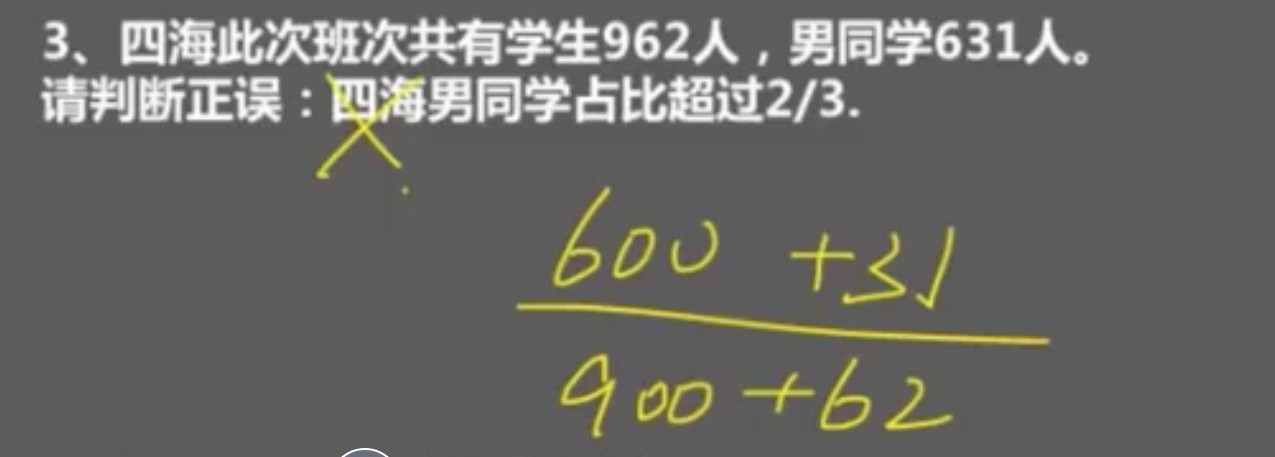 3、四海此次班次共有学生962人，男同学631人。
请判断正误：四海男同学占比超过2/3.
600 +31
900+62